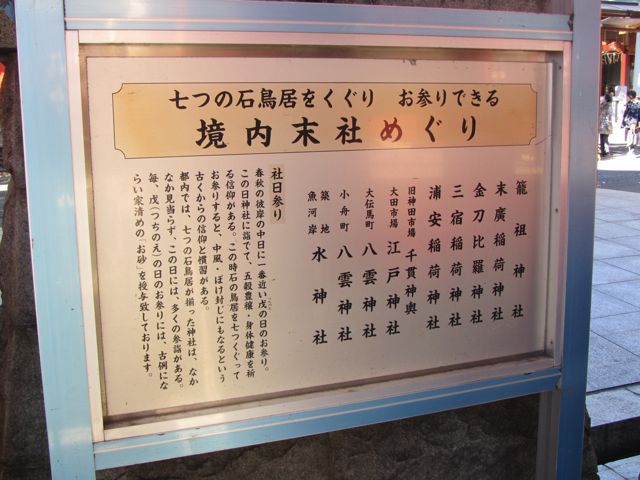 七つの石鳥居をくぐり　お参りできる
境内末社めぐり
籠祖神社
末廣稲荷神社
金刀比羅神社
三宿稲荷神社
浦安稲荷神社
旧神田市場　千貫神輿
大田市場　江戸神社
大伝馬町　八雲神社
小舟町　八雲神社
築地
魚河岸　水神社
社日参り
春秋の彼岸の中日に一番近い戊の日のお参り。
この日神社に詣でて、五穀豊穣・身体健康を祈
る信仰がある。この時石の鳥居を七つくぐって
お参りすると、中風・ぼけ封じにもなるという
古くからの信仰と慣習がある。
都内では、七つの石鳥居が揃った神社は、なか
なか見当らず、この日には、多くの参詣がある。
毎、戊(つちのえ)の日のお参りには、古例にな
らい家清めの「お砂」を授与致しております。